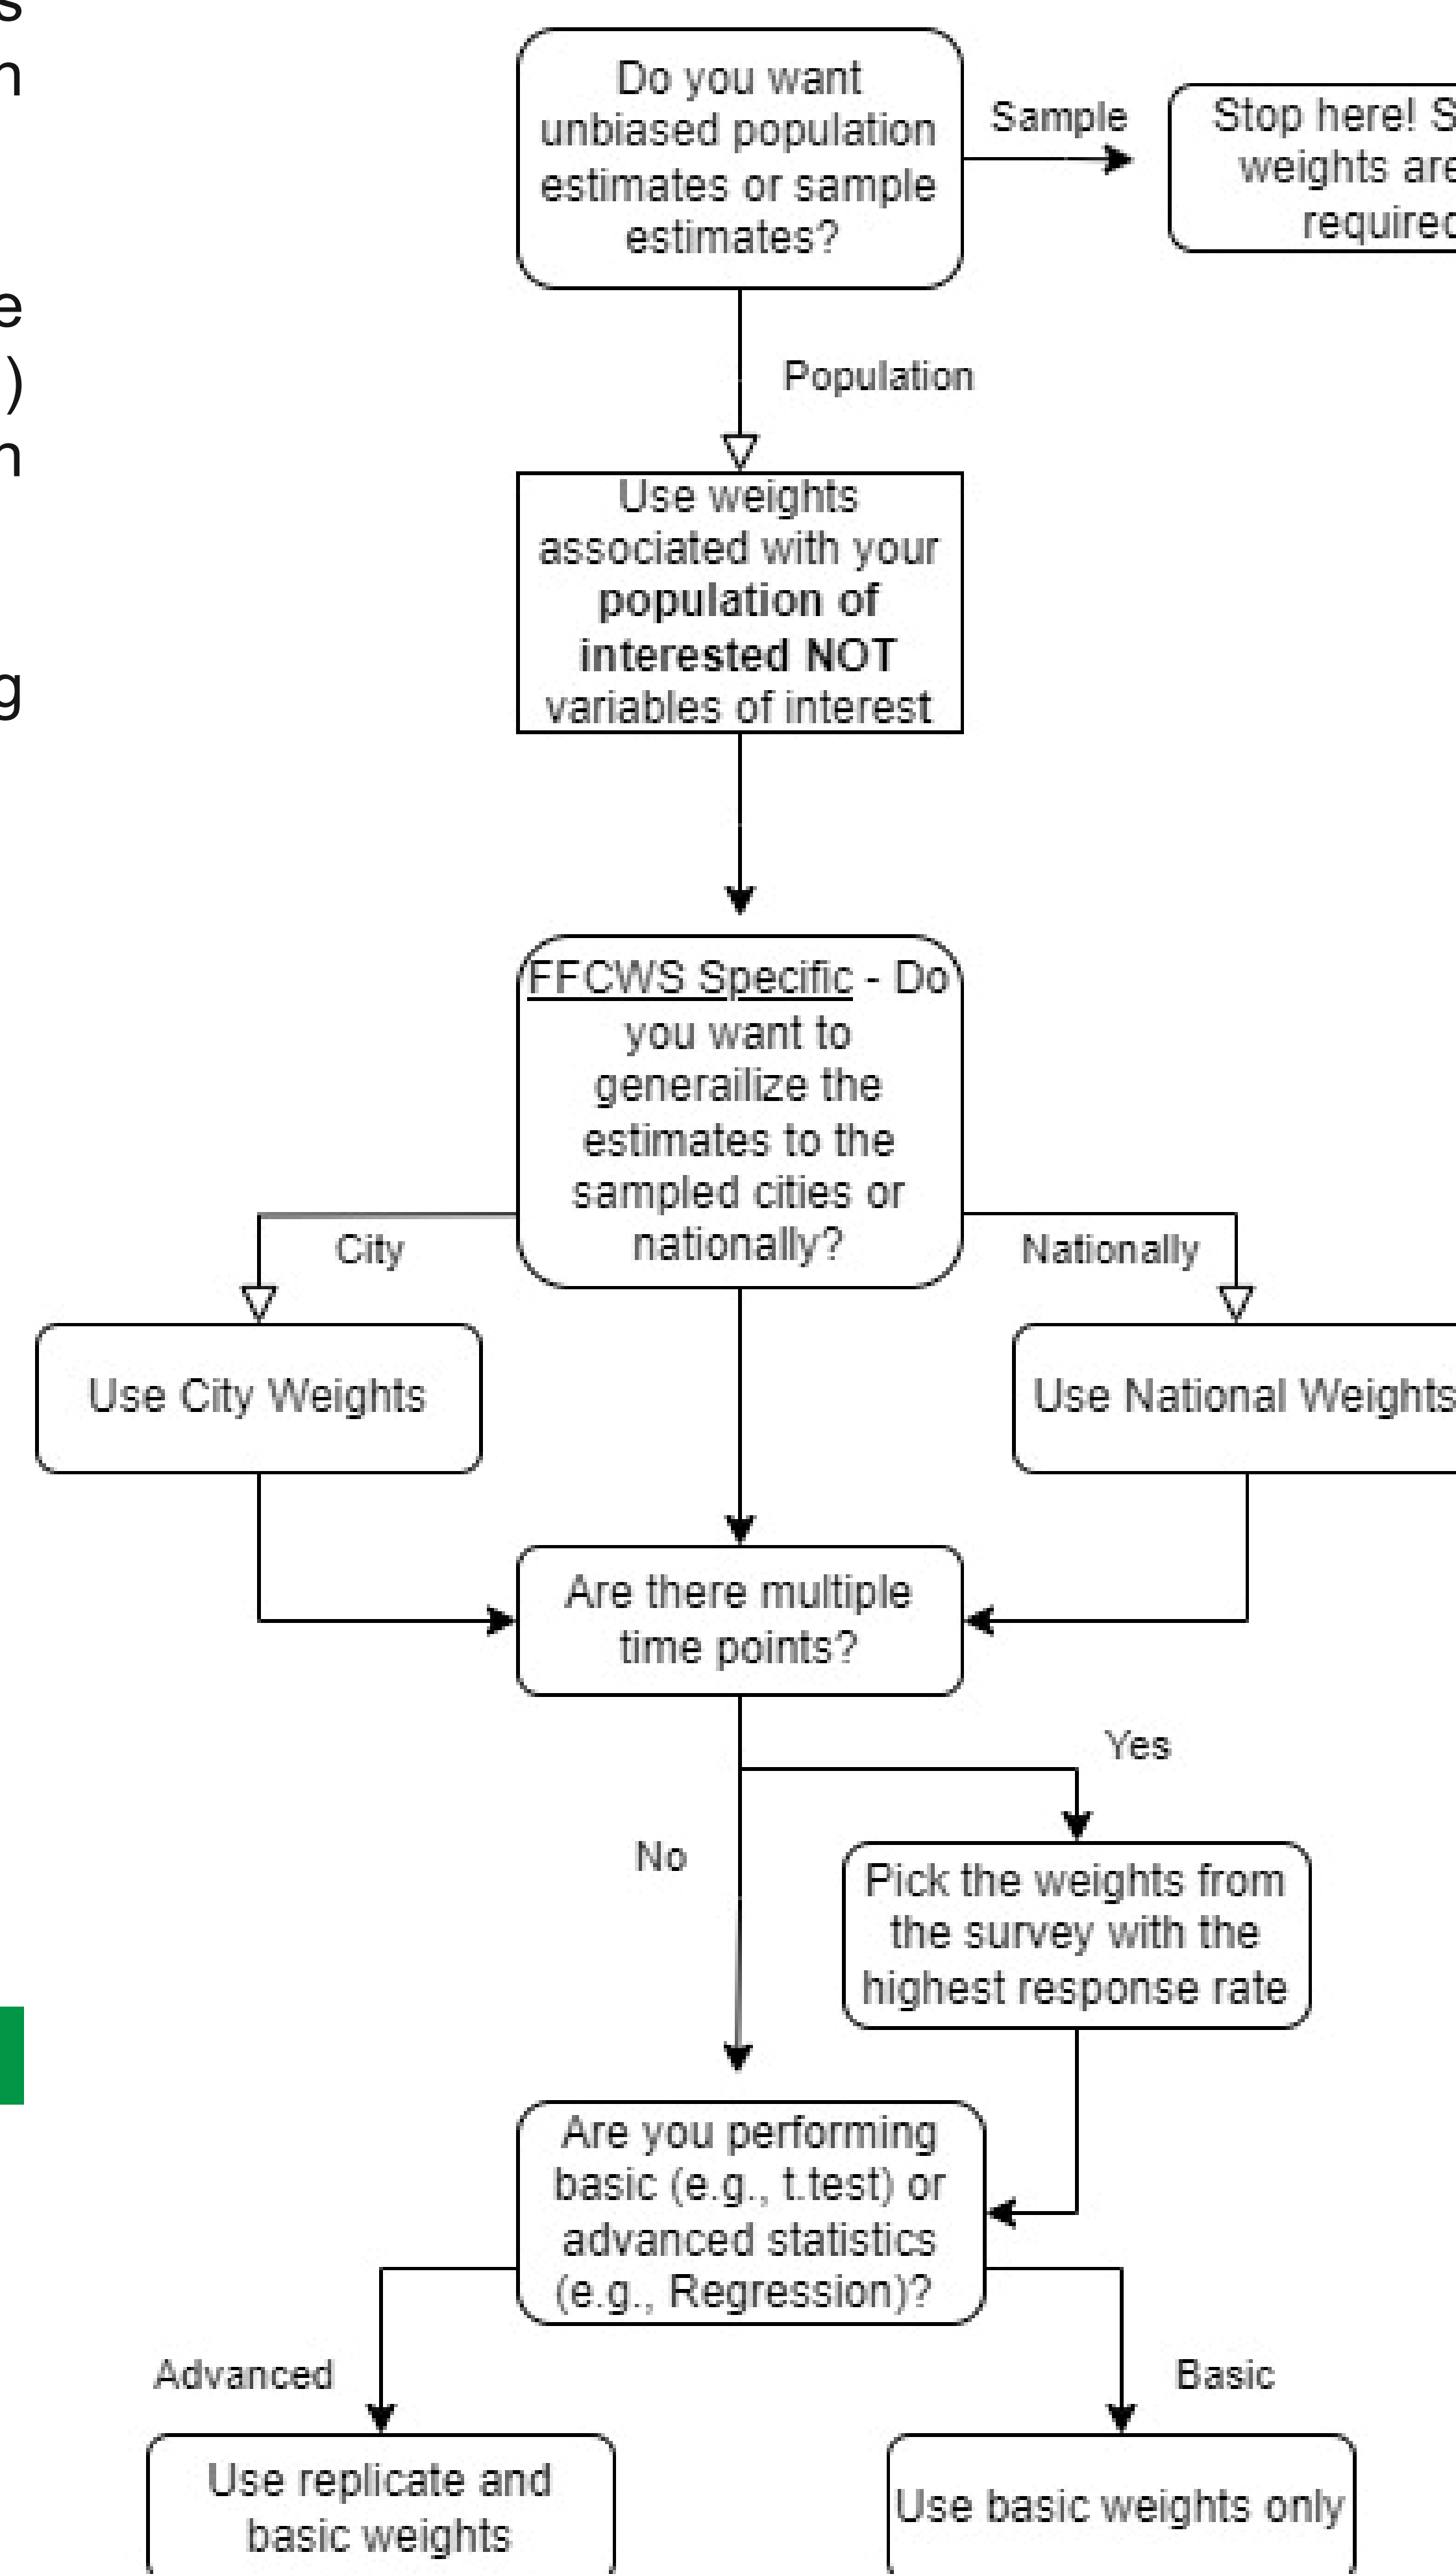 Do you want
unbiased population
estimates or sample
estimates?
Sample
Stop here!
weights are
required
Population
Use weights
associated with your
population of
interested NOT
variables of interest
FFCWS Specific - Do
you want to
generailize the
estimates to the
sampled cities or
nationally?
City
Nationally
Use City Weights
Use National Weights
Are there multiple
time points?
Yes
No
Pick the weights from
the survey with the
highest response rate
Are you performing
basic (e.g., t.test) or
advanced statistics
(e.g., Regression)?
Advanced
Basic
Use replicate and
basic weights
Use basic weights only